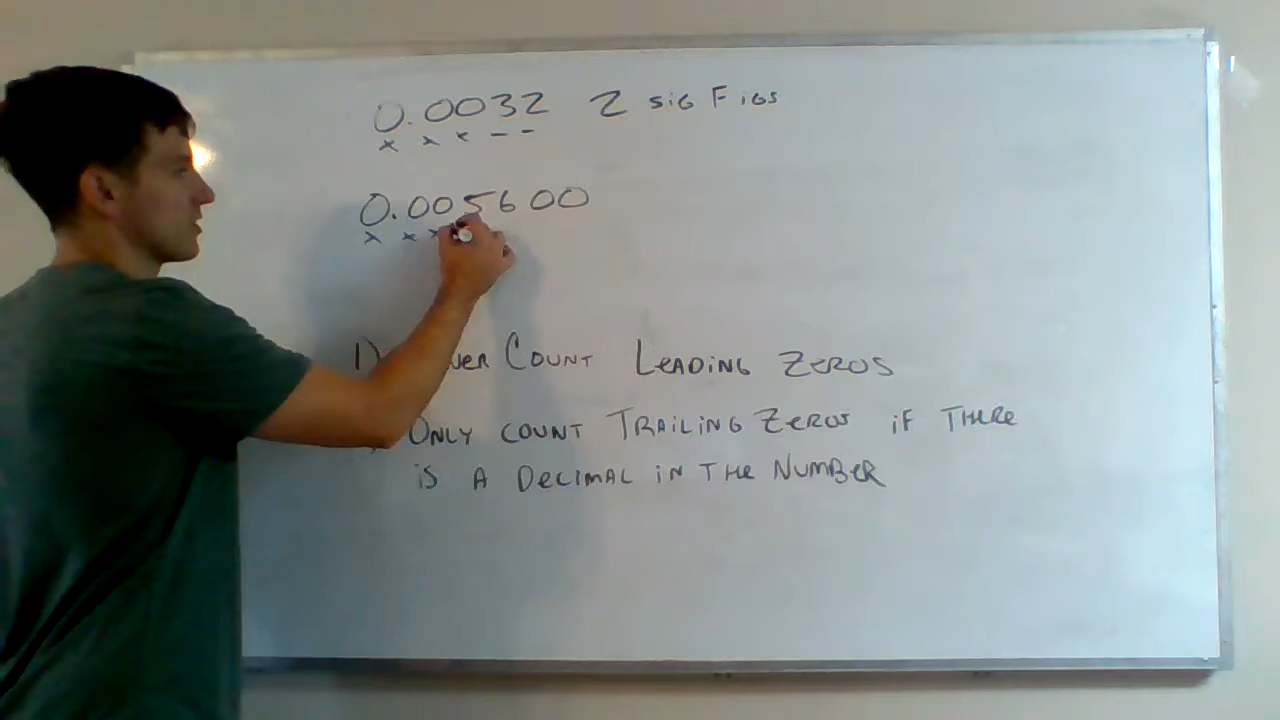 0.0032 2 sig Figs
x x x – –
0.005600
x x x
1) Count Leading Zeros
Only count Trailing Zeros if There
is A Decimal in The Number